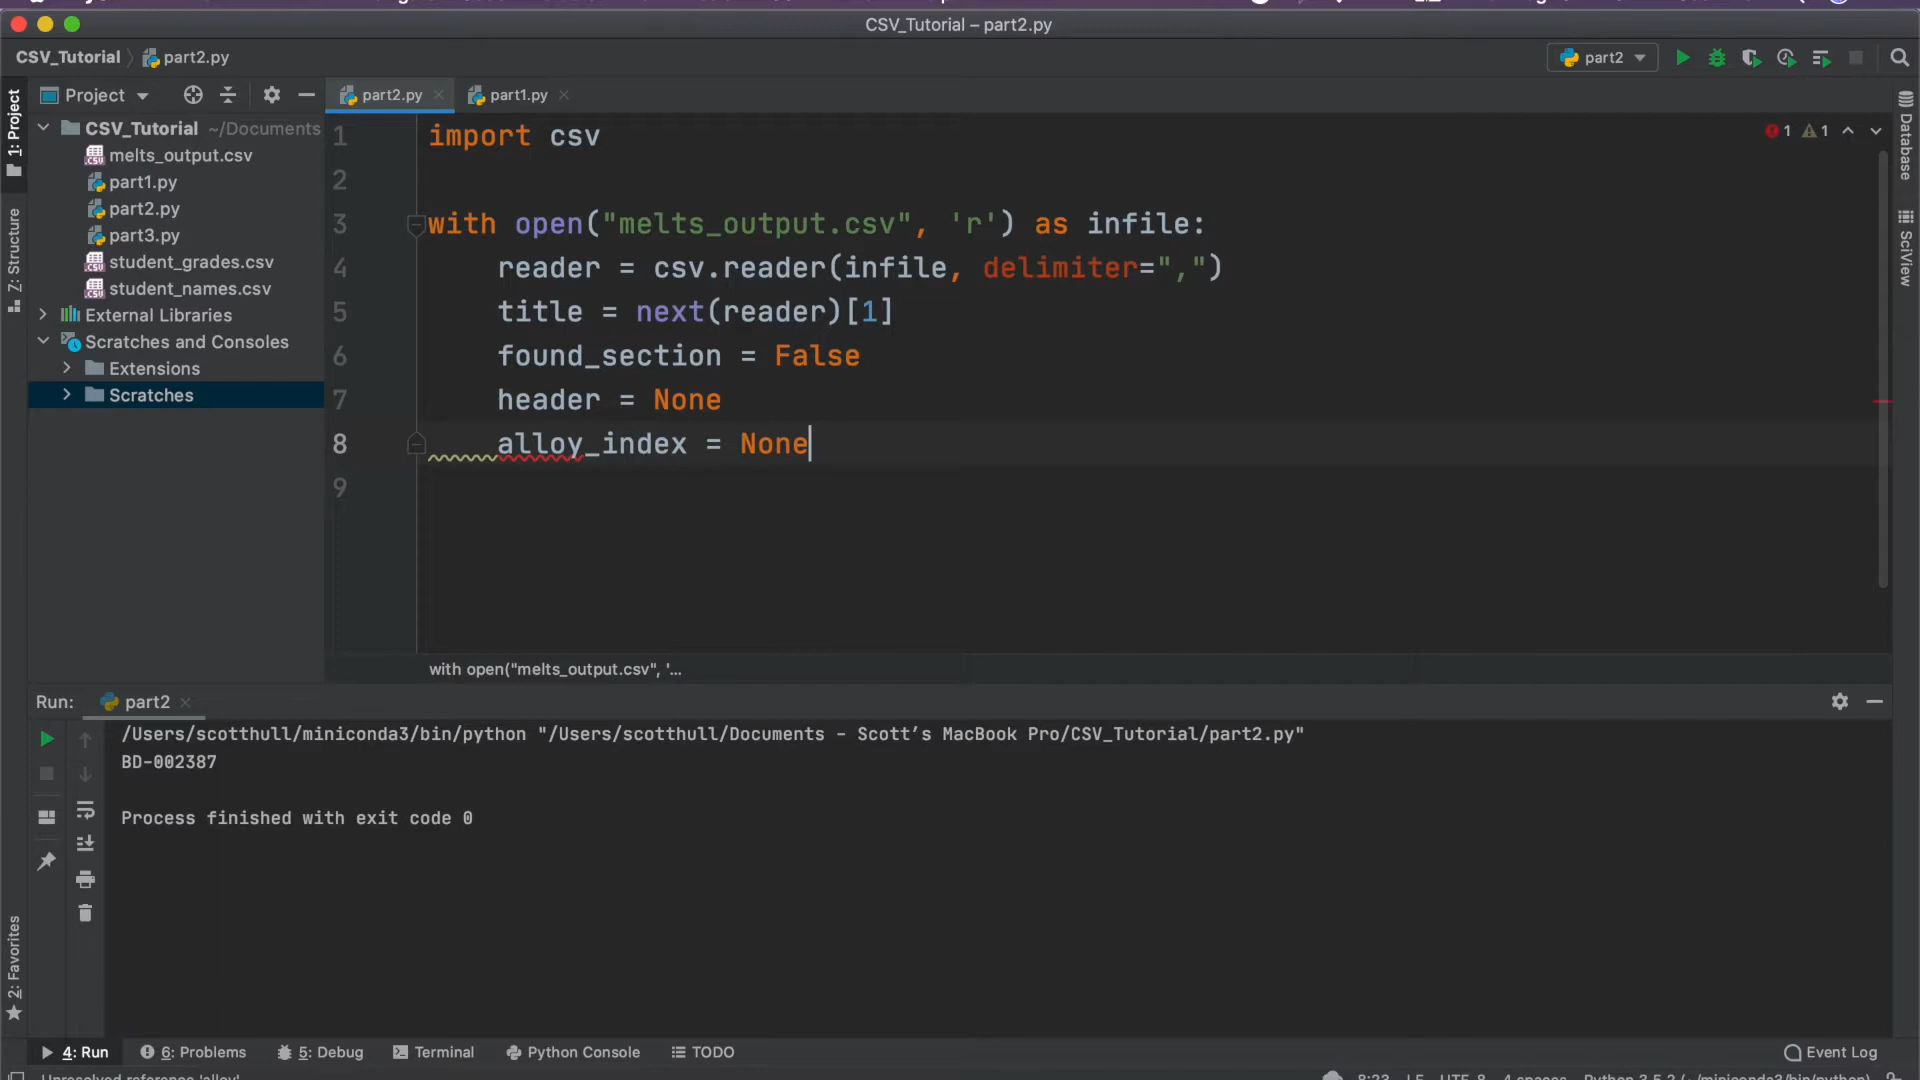 CSV_Tutorial – part2.py
CSV_Tutorial
part2.py
part2
1: Project
Project
part2.py
part1.py
CSV_Tutorial ~/Documents
melts_output.csv
part1.py
part2.py
part3.py
student_grades.csv
student_names.csv
External Libraries
Scratches and Consoles
Extensions
Scratches
Z: Structure
2: Favorites
1 import csv
2
3 with open("melts_output.csv", 'r') as infile:
4 reader = csv.reader(infile, delimiter=",")
5 title = next(reader)[1]
6 found_section = False
7 header = None
8 alloy_index = None
9
1 1
Database
SciView
with open("melts_output.csv", '...
Run: part2
/Users/scotthull/miniconda3/bin/python "/Users/scotthull/Documents - Scott’s MacBook Pro/CSV_Tutorial/part2.py"
BD-002387
Process finished with exit code 0
4: Run
6: Problems
5: Debug
Terminal
Python Console
TODO
Event Log
Unresolved reference 'alloy'
8:23 LF UTF-8 4 spaces Python 3.5.2 (~/miniconda3/bin/python)